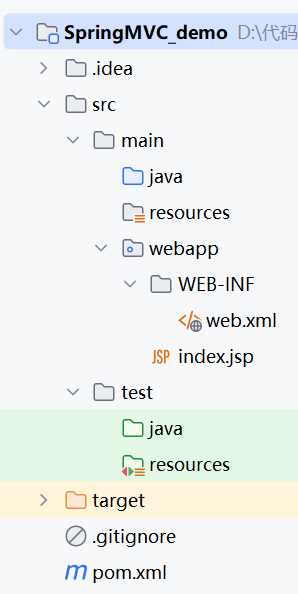 SpringMVC_demo D:\代码
.idea
src
main
java
resources
webapp
WEB-INF
web.xml
JSP index.jsp
test
java
resources
target
.gitignore
m pom.xml